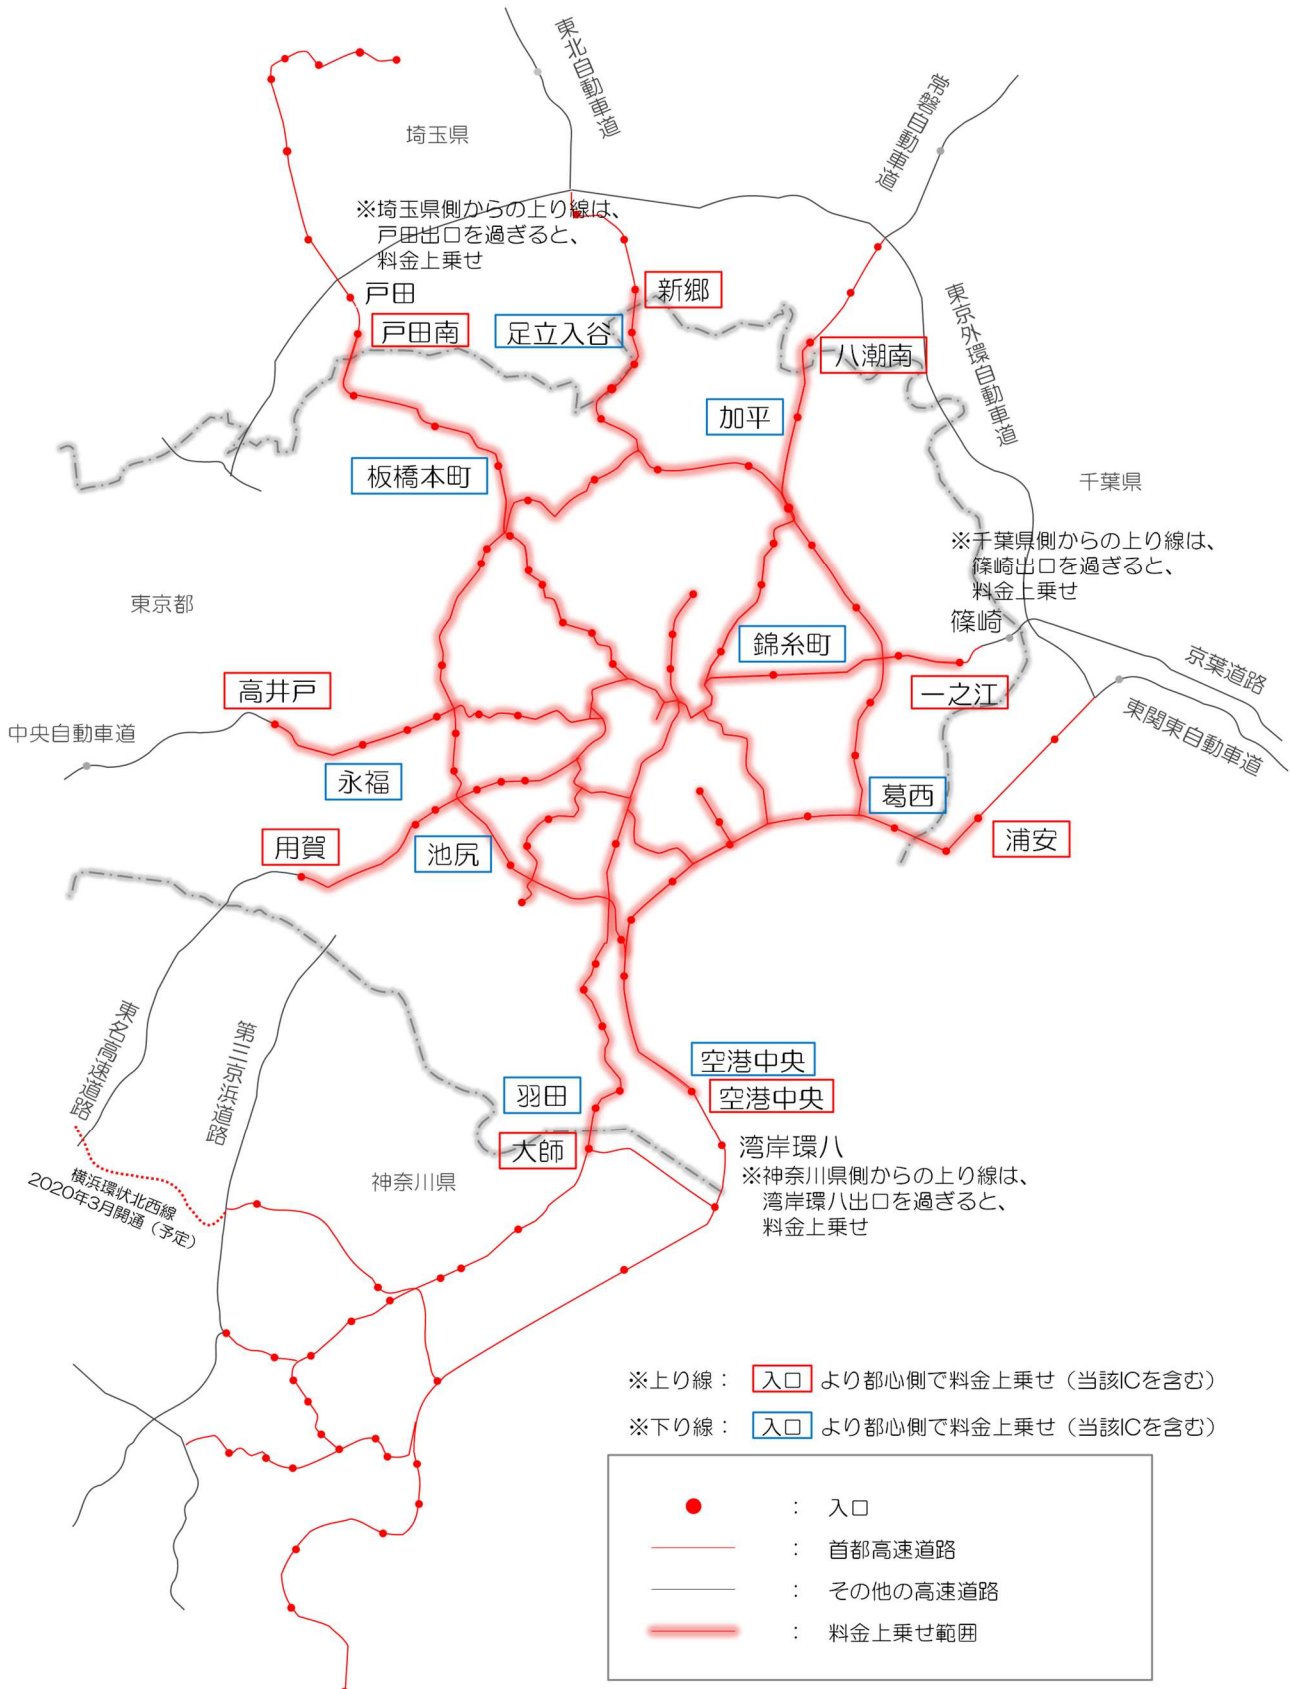 東北自動車道
常磐自動車道
埼玉県
※埼玉県側からの上り線は、
戸田出口を過ぎると、
料金上乗せ
新郷
戸田
戸田南
足立入谷
東京外環自動車道
八潮南
加平
板橋本町
千葉県
※千葉県側からの上り線は、
篠崎出口を過ぎると、
料金上乗せ
東京都
篠崎
錦糸町
京葉道路
高井戸
一之江
東関東自動車道
中央自動車道
永福
葛西
用賀
池尻
浦安
東名高速道路
第三京浜道路
空港中央
羽田
空港中央
大師
湾岸環八
※神奈川県側からの上り線は、
湾岸環八出口を過ぎると、
料金上乗せ
神奈川県
横浜環状北西線
2020年3月開通（予定）
※上り線： 入口 より都心側で料金上乗せ（当該ICを含む）
※下り線： 入口 より都心側で料金上乗せ（当該ICを含む）
： 入口
： 首都高速道路
： その他の高速道路
： 料金上乗せ範囲